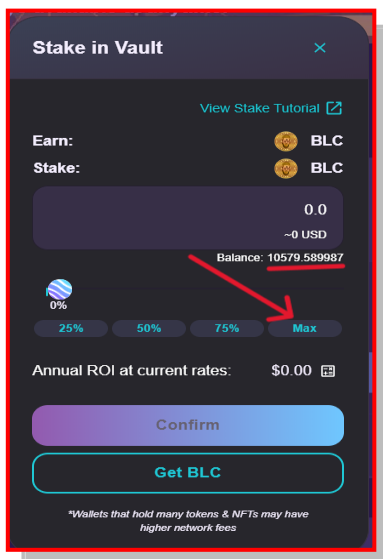 Stake in Vault ×
View Stake Tutorial
Earn: BLC
Stake: BLC
0.0
~0 USD
Balance: 10579.589987
0%
25% 50% 75% Max
Annual ROI at current rates: $0.00
Confirm
Get BLC
*Wallets that hold many tokens & NFTs may have
higher network fees